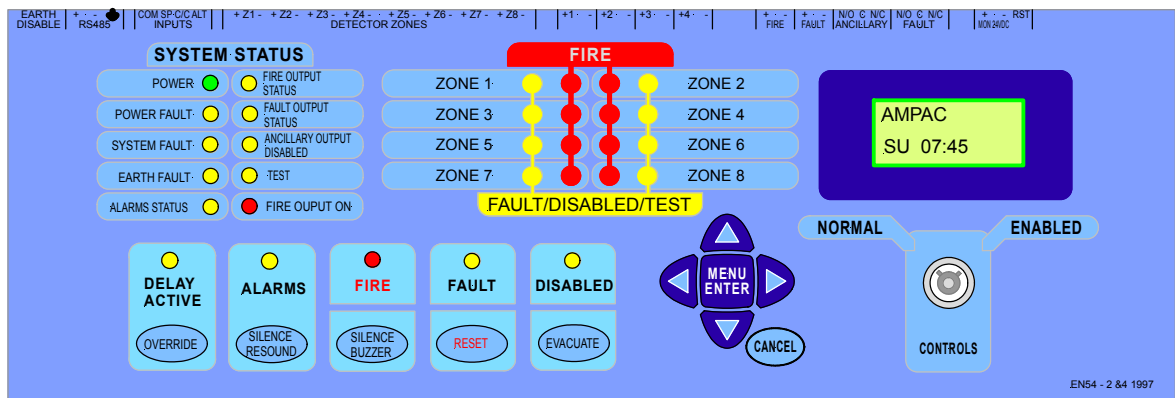 EARTH + - COM SP·C/C ALT + Z1 - + Z2 - + Z3 - + Z4 - + Z5 - + Z6 - + Z7 - + Z8 - +1 - +2 - +3 - +4 - + - + - N/O C N/C N/O C N/C + - RST
DISABLE RS485 INPUTS DETECTOR ZONES FIRE FAULT ANCILLARY FAULT MON 24VDC
SYSTEM STATUS
POWER
FIRE OUTPUT
STATUS
POWER FAULT
FAULT OUTPUT
STATUS
SYSTEM FAULT
ANCILLARY OUTPUT
DISABLED
EARTH FAULT
TEST
ALARMS STATUS
FIRE OUPUT ON
FIRE
ZONE 1
ZONE 2
ZONE 3
ZONE 4
ZONE 5
ZONE 6
ZONE 7
ZONE 8
FAULT/DISABLED/TEST
AMPAC
SU 07:45
NORMAL
ENABLED
CONTROLS
DELAY
ACTIVE
OVERRIDE
ALARMS
SILENCE
RESOUND
FIRE
SILENCE
BUZZER
FAULT
RESET
DISABLED
EVACUATE
MENU
ENTER
CANCEL
EN54 - 2 &4 1997